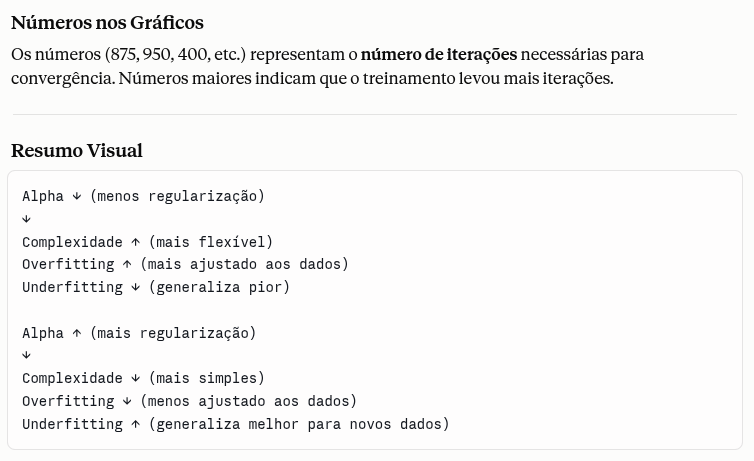 Números nos Gráficos
Os números (875, 950, 400, etc.) representam o número de iterações necessárias para
convergência. Números maiores indicam que o treinamento levou mais iterações.
Resumo Visual
Alpha ↓ (menos regularização)
↓
Complexidade ↑ (mais flexível)
Overfitting ↑ (mais ajustado aos dados)
Underfitting ↓ (generaliza pior)
Alpha ↑ (mais regularização)
↓
Complexidade ↓ (mais simples)
Overfitting ↓ (menos ajustado aos dados)
Underfitting ↑ (generaliza melhor para novos dados)